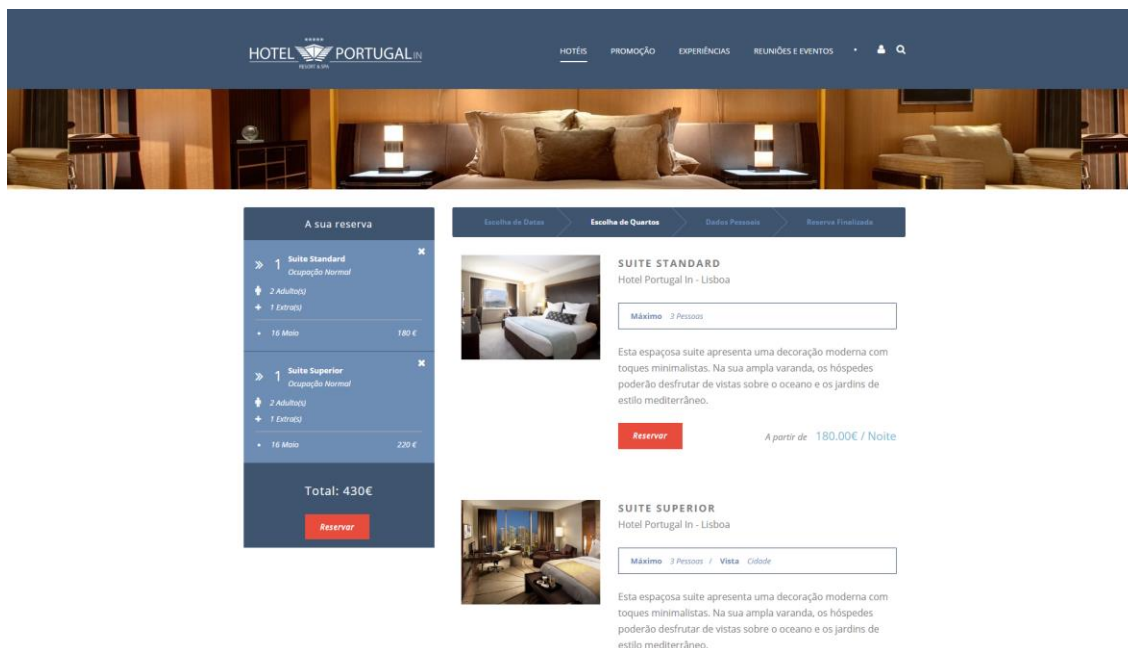 HOTEL PORTUGAL IN
RESORT & SPA
HOTÉIS PROMOÇÃO EXPERIÊNCIAS REUNIÕES E EVENTOS
A sua reserva
1 Suite Standard
Ocupação Normal
2 Adulto(s)
1 Extra(s)
16 Maio 180 €
1 Suite Superior
Ocupação Normal
2 Adulto(s)
1 Extra(s)
16 Maio 220 €
Total: 430€
Reservar
Escolha de Datas Escolha de Quartos Dados Pessoais Reserva Finalizada
SUITE STANDARD
Hotel Portugal In - Lisboa
Máximo 3 Pessoas
Esta espaçosa suite apresenta uma decoração moderna com
toques minimalistas. Na sua ampla varanda, os hóspedes
poderão desfrutar de vistas sobre o oceano e os jardins de
estilo mediterrâneo.
Reservar A partir de 180.00€ / Noite
SUITE SUPERIOR
Hotel Portugal In - Lisboa
Máximo 3 Pessoas / Vista Cidade
Esta espaçosa suite apresenta uma decoração moderna com
toques minimalistas. Na sua ampla varanda, os hóspedes
poderão desfrutar de vistas sobre o oceano e os jardins de
estilo mediterrâneo.